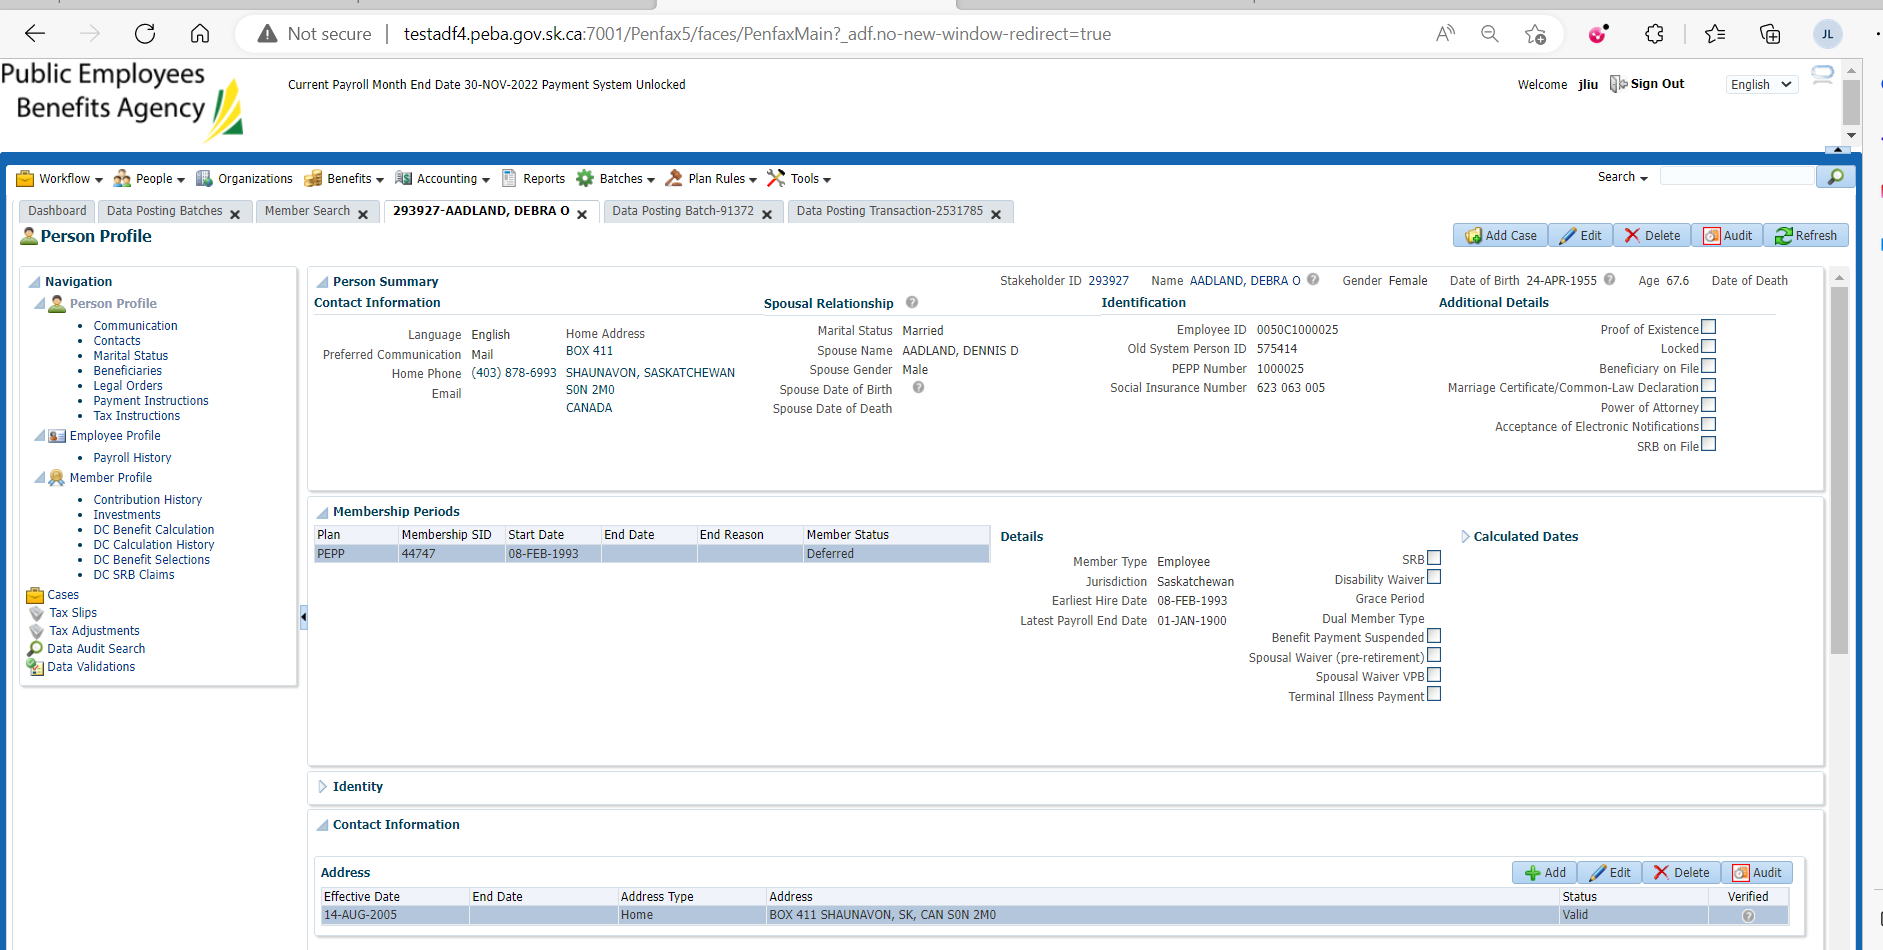 Not secure | testadf4.peba.gov.sk.ca:7001/Penfax5/faces/PenfaxMain?_adf.no-new-window-redirect=true
JL
Public Employees
Benefits Agency
Current Payroll Month End Date 30-NOV-2022 Payment System Unlocked
Welcome jliu Sign Out English
Workflow People Organizations Benefits Accounting Reports Batches Plan Rules Tools Search
Dashboard Data Posting Batches Member Search 293927-AADLAND, DEBRA O Data Posting Batch-91372 Data Posting Transaction-2531785
Person Profile
Add Case Edit Delete Audit Refresh
Navigation
Person Profile
Communication
Contacts
Marital Status
Beneficiaries
Legal Orders
Payment Instructions
Tax Instructions
Employee Profile
Payroll History
Member Profile
Contribution History
Investments
DC Benefit Calculation
DC Calculation History
DC Benefit Selections
DC SRB Claims
Cases
Tax Slips
Tax Adjustments
Data Audit Search
Data Validations
Person Summary
Stakeholder ID 293927 Name AADLAND, DEBRA O Gender Female Date of Birth 24-APR-1955 Age 67.6 Date of Death
Contact Information
Language English
Preferred Communication Mail
Home Phone (403) 878-6993
Email
Home Address
BOX 411
SHAUNAVON, SASKATCHEWAN
S0N 2M0
CANADA
Spousal Relationship
Marital Status Married
Spouse Name AADLAND, DENNIS D
Spouse Gender Male
Spouse Date of Birth
Spouse Date of Death
Identification
Employee ID 0050C1000025
Old System Person ID 575414
PEPP Number 1000025
Social Insurance Number 623 063 005
Additional Details
Proof of Existence
Locked
Beneficiary on File
Marriage Certificate/Common-Law Declaration
Power of Attorney
Acceptance of Electronic Notifications
SRB on File
Membership Periods
Plan Membership SID Start Date End Date End Reason Member Status
PEPP 44747 08-FEB-1993 Deferred
Details
Member Type Employee
Jurisdiction Saskatchewan
Earliest Hire Date 08-FEB-1993
Latest Payroll End Date 01-JAN-1900
SRB
Disability Waiver
Grace Period
Dual Member Type
Benefit Payment Suspended
Spousal Waiver (pre-retirement)
Spousal Waiver VPB
Terminal Illness Payment
Calculated Dates
Identity
Contact Information
Address
Add Edit Delete Audit
Effective Date End Date Address Type Address Status Verified
14-AUG-2005 Home BOX 411 SHAUNAVON, SK, CAN S0N 2M0 Valid